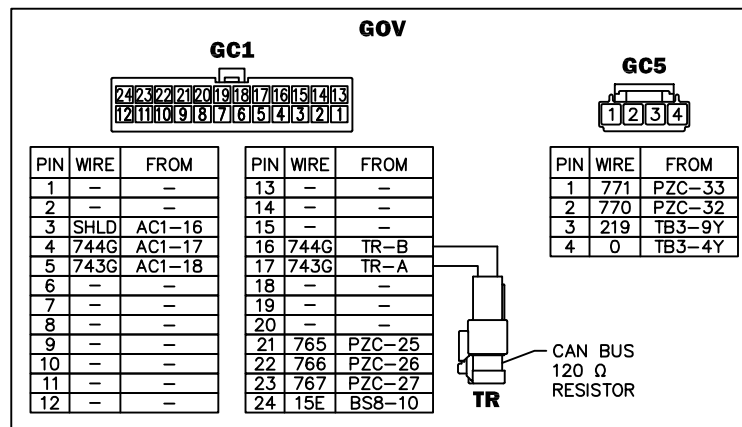 GOV
GC1
24 23 22 21 20 19 18 17 16 15 14 13
12 11 10 9 8 7 6 5 4 3 2 1
PIN WIRE FROM
1 – –
2 – –
3 SHLD AC1–16
4 744G AC1–17
5 743G AC1–18
6 – –
7 – –
8 – –
9 – –
10 – –
11 – –
12 – –
PIN WIRE FROM
13 – –
14 – –
15 – –
16 744G TR–B
17 743G TR–A
18 – –
19 – –
20 – –
21 765 PZC–25
22 766 PZC–26
23 767 PZC–27
24 15E BS8–10
TR
CAN BUS
120 Ω
RESISTOR
GC5
1 2 3 4
PIN WIRE FROM
1 771 PZC–33
2 770 PZC–32
3 219 TB3–9Y
4 0 TB3–4Y